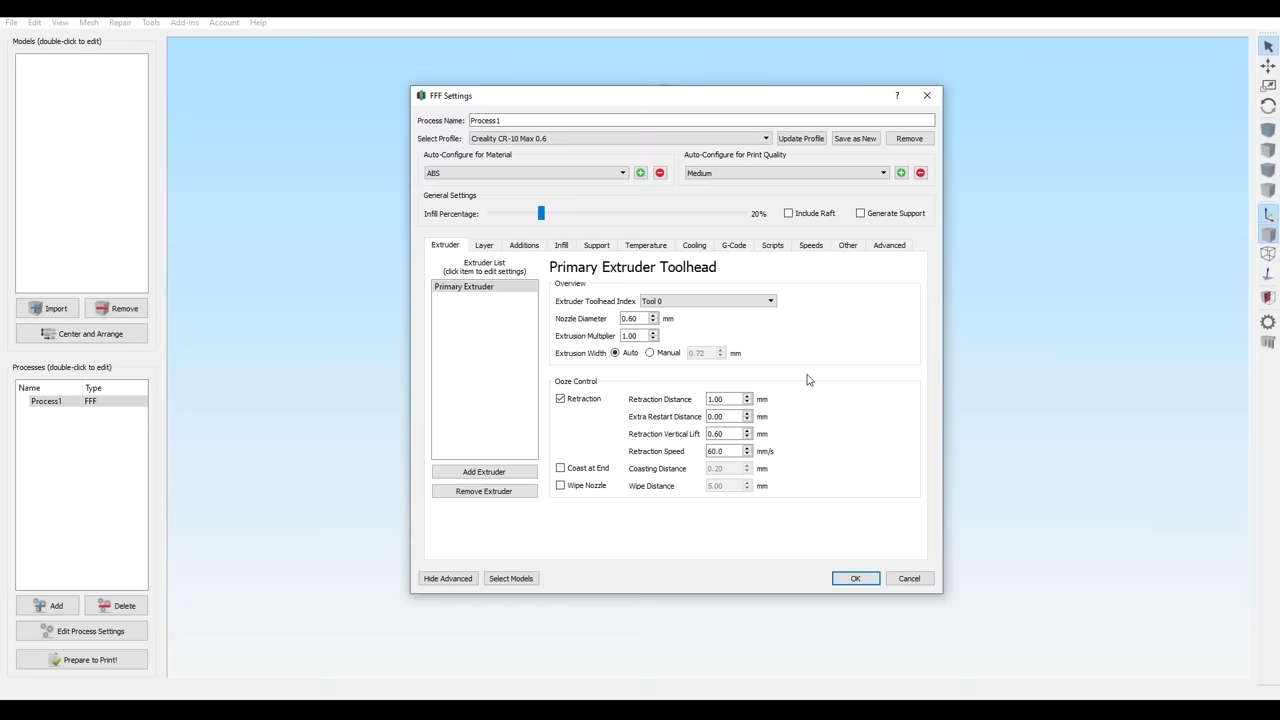 File Edit View Mesh Repair Tools Add-Ins Account Help
Models (double-click to edit)
Import Remove
Center and Arrange
Processes (double-click to edit)
Name Type
Process1 FFF
Add Delete
Edit Process Settings
Prepare to Print!
FFF Settings ?
Process Name: Process1
Select Profile: Creality CR-10 Max 0.6 Update Profile Save as New Remove
Auto-Configure for Material Auto-Configure for Print Quality
ABS Medium
General Settings
Infill Percentage: 20% Include Raft Generate Support
Extruder Layer Additions Infill Support Temperature Cooling G-Code Scripts Speeds Other Advanced
Extruder List
(click item to edit settings)
Primary Extruder
Add Extruder
Remove Extruder
Primary Extruder Toolhead
Overview
Extruder Toolhead Index Tool 0
Nozzle Diameter 0.60 mm
Extrusion Multiplier 1.00
Extrusion Width Auto Manual 0.72 mm
Ooze Control
Retraction Retraction Distance 1.00 mm
Extra Restart Distance 0.00 mm
Retraction Vertical Lift 0.60 mm
Retraction Speed 60.0 mm/s
Coast at End Coasting Distance 0.20 mm
Wipe Nozzle Wipe Distance 5.00 mm
Hide Advanced Select Models OK Cancel